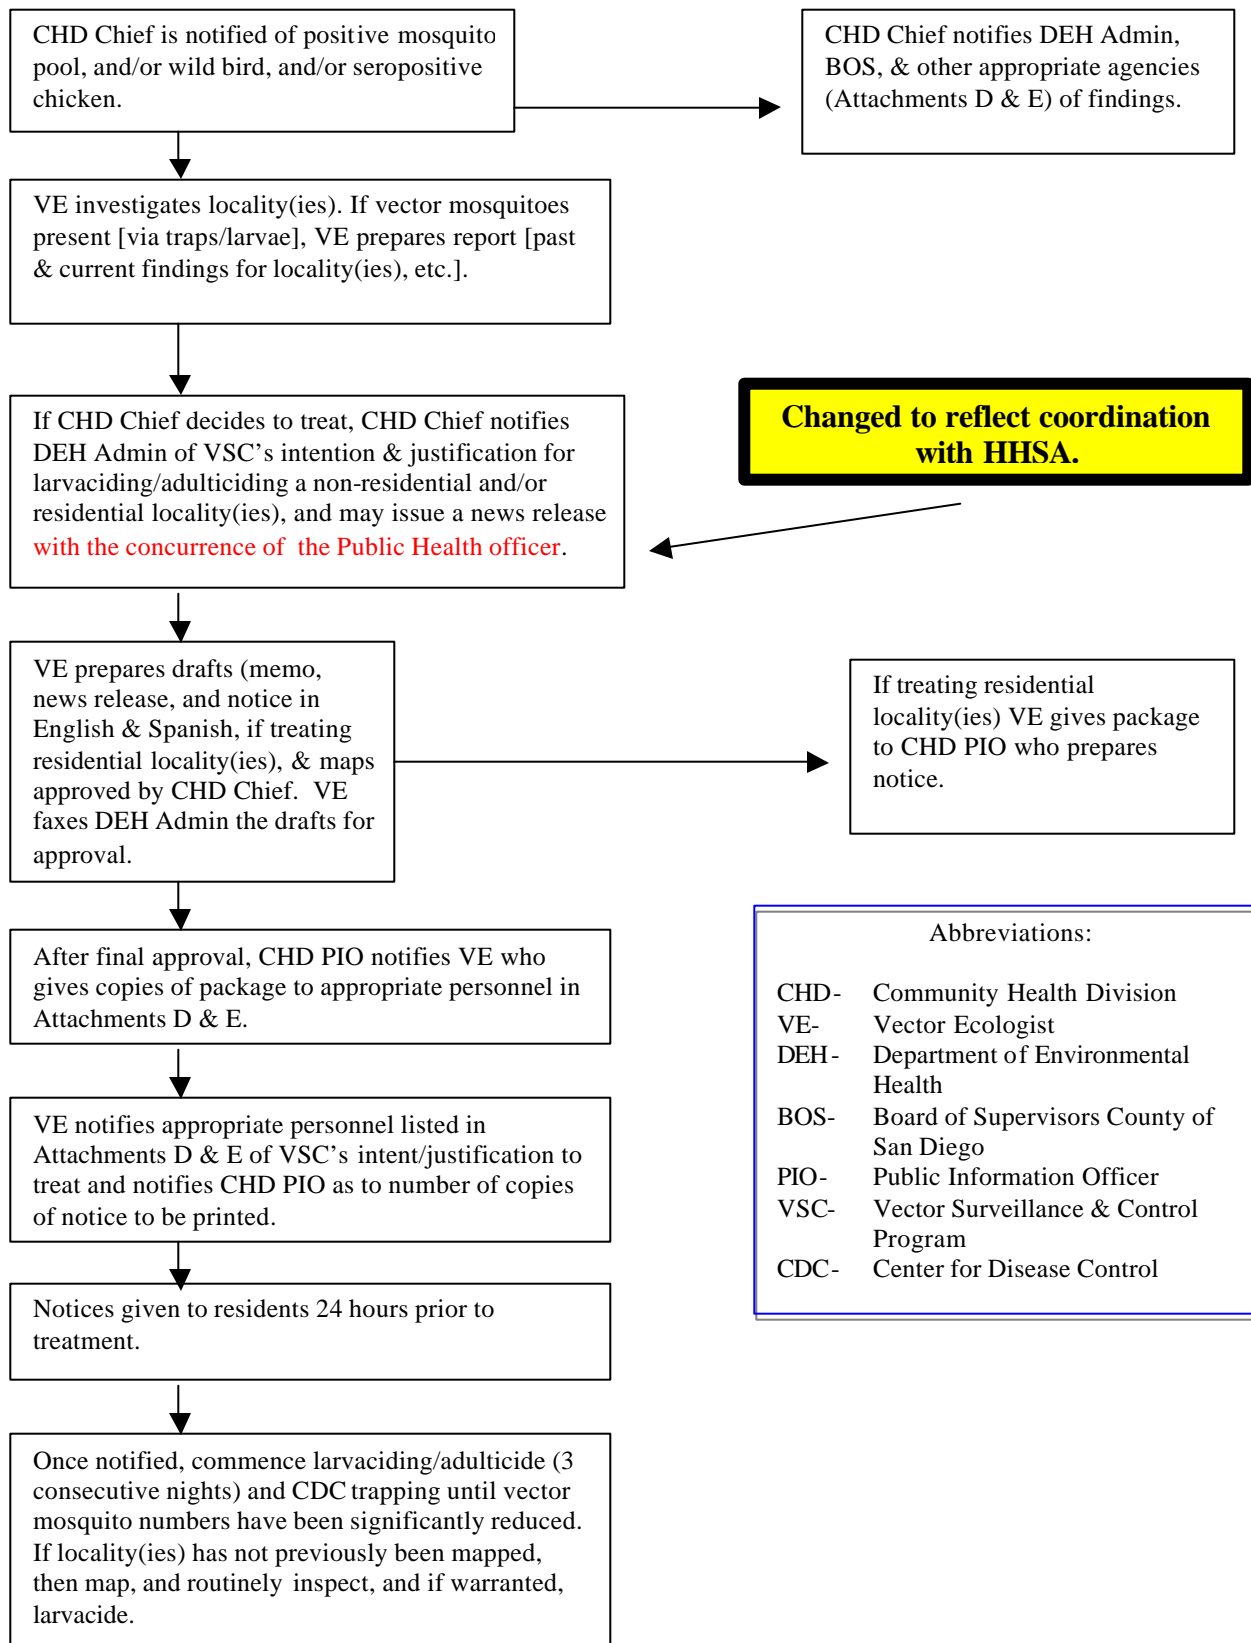 CHD Chief is notified of positive mosquito
pool, and/or wild bird, and/or seropositive
chicken.
CHD Chief notifies DEH Admin,
BOS, & other appropriate agencies
(Attachments D & E) of findings.
VE investigates locality(ies). If vector mosquitoes
present [via traps/larvae], VE prepares report [past
& current findings for locality(ies), etc.].
If CHD Chief decides to treat, CHD Chief notifies
DEH Admin of VSC's intention & justification for
larvaciding/adulticiding a non-residential and/or
residential locality(ies), and may issue a news release
with the concurrence of the Public Health officer.
Changed to reflect coordination
with HHSA.
VE prepares drafts (memo,
news release, and notice in
English & Spanish, if treating
residential locality(ies), & maps
approved by CHD Chief. VE
faxes DEH Admin the drafts for
approval.
If treating residential
locality(ies) VE gives package
to CHD PIO who prepares
notice.
After final approval, CHD PIO notifies VE who
gives copies of package to appropriate personnel in
Attachments D & E.
VE notifies appropriate personnel listed in
Attachments D & E of VSC's intent/justification to
treat and notifies CHD PIO as to number of copies
of notice to be printed.
Notices given to residents 24 hours prior to
treatment.
Once notified, commence larvaciding/adulticide (3
consecutive nights) and CDC trapping until vector
mosquito numbers have been significantly reduced.
If locality(ies) has not previously been mapped,
then map, and routinely inspect, and if warranted,
larvacide.
Abbreviations:
CHD- Community Health Division
VE- Vector Ecologist
DEH- Department of Environmental
Health
BOS- Board of Supervisors County of
San Diego
PIO- Public Information Officer
VSC- Vector Surveillance & Control
Program
CDC- Center for Disease Control